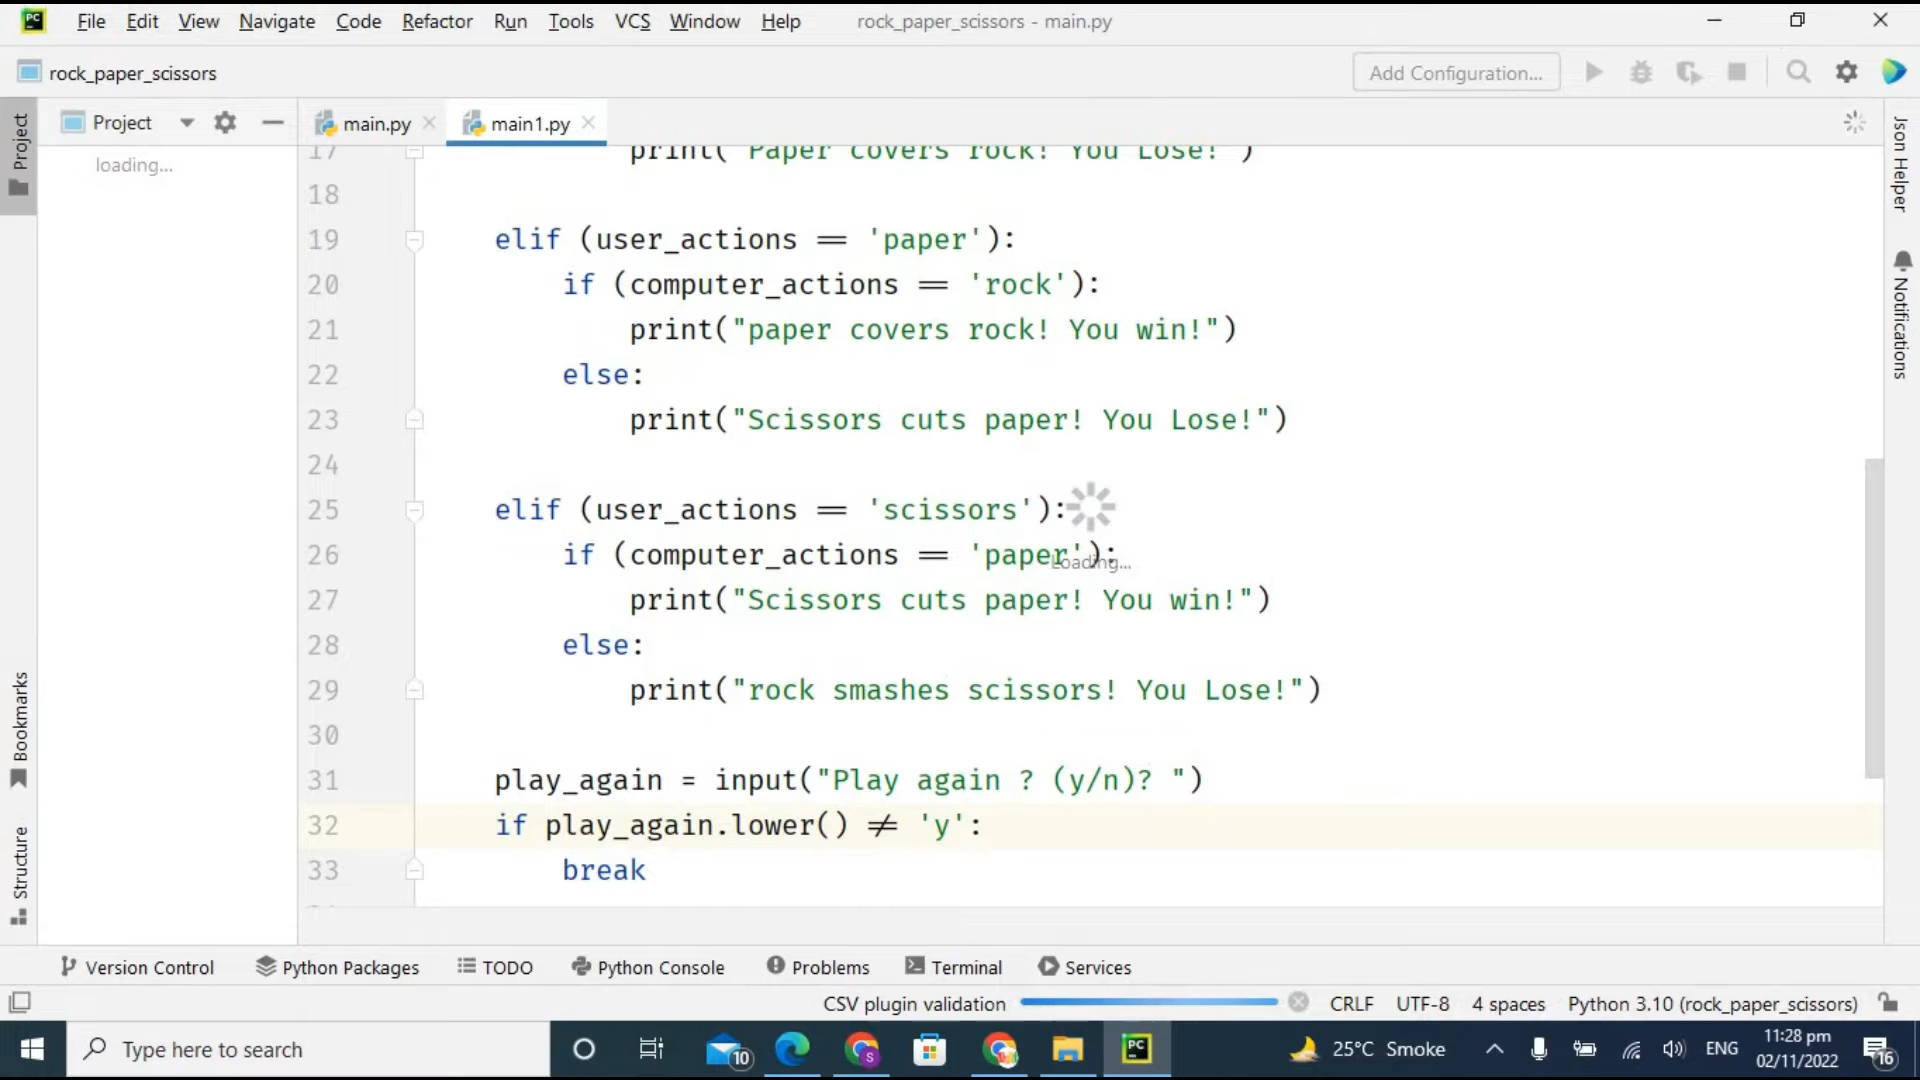 PC File Edit View Navigate Code Refactor Run Tools VCS Window Help rock_paper_scissors - main.py
rock_paper_scissors Add Configuration...
Project
Project main.py main1.py
loading...
17 print("Paper covers rock! You Lose!")
18
19 elif (user_actions == 'paper'):
20 if (computer_actions == 'rock'):
21 print("paper covers rock! You win!")
22 else:
23 print("Scissors cuts paper! You Lose!")
24
25 elif (user_actions == 'scissors'):
26 if (computer_actions == 'paper'):
Loading...
27 print("Scissors cuts paper! You win!")
28 else:
29 print("rock smashes scissors! You Lose!")
30
31 play_again = input("Play again ? (y/n)? ")
32 if play_again.lower() != 'y':
33 break
Bookmarks
Structure
Json Helper
Notifications
Version Control Python Packages TODO Python Console Problems Terminal Services
CSV plugin validation CRLF UTF-8 4 spaces Python 3.10 (rock_paper_scissors)
Type here to search 10 S PC 25°C Smoke ENG 11:28 pm
02/11/2022 16